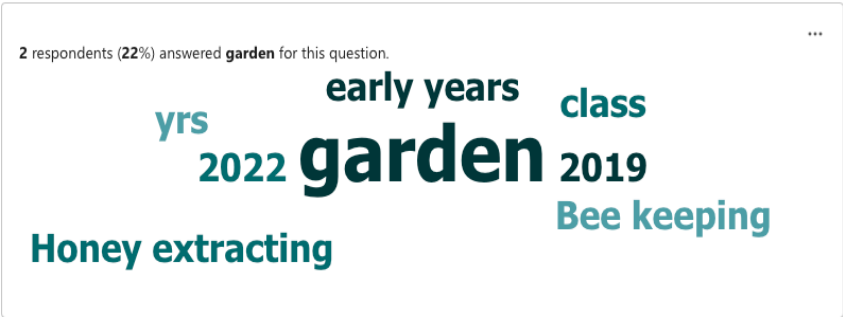 ...
2 respondents (22%) answered garden for this question.
early years
class
yrs
2022 garden 2019
Bee keeping
Honey extracting